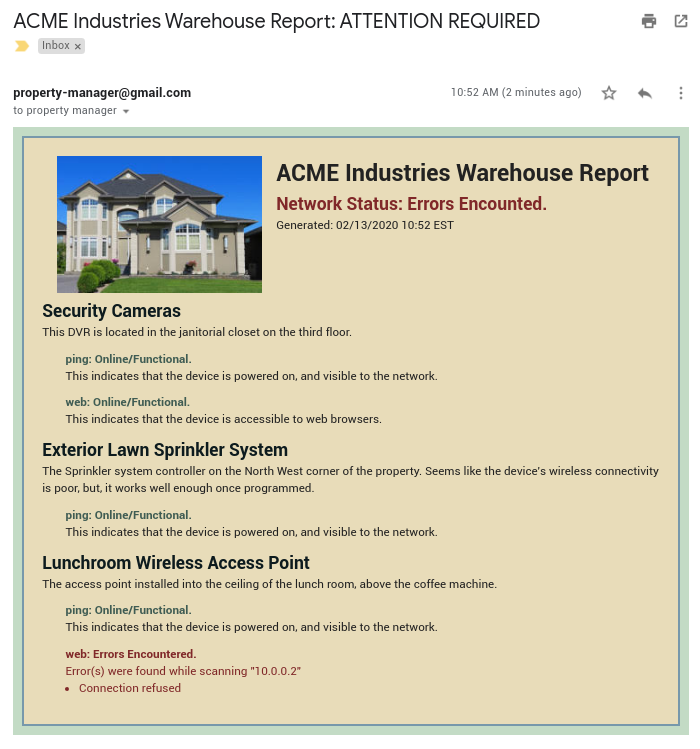 ACME Industries Warehouse Report: ATTENTION REQUIRED
Inbox ×
property-manager@gmail.com
10:52 AM (2 minutes ago)
to property manager
ACME Industries Warehouse Report
Network Status: Errors Encounted.
Generated: 02/13/2020 10:52 EST
Security Cameras
This DVR is located in the janitorial closet on the third floor.
ping: Online/Functional.
This indicates that the device is powered on, and visible to the network.
web: Online/Functional.
This indicates that the device is accessible to web browsers.
Exterior Lawn Sprinkler System
The Sprinkler system controller on the North West corner of the property. Seems like the device's wireless connectivity
is poor, but, it works well enough once programmed.
ping: Online/Functional.
This indicates that the device is powered on, and visible to the network.
Lunchroom Wireless Access Point
The access point installed into the ceiling of the lunch room, above the coffee machine.
ping: Online/Functional.
This indicates that the device is powered on, and visible to the network.
web: Errors Encountered.
Error(s) were found while scanning "10.0.0.2"
• Connection refused